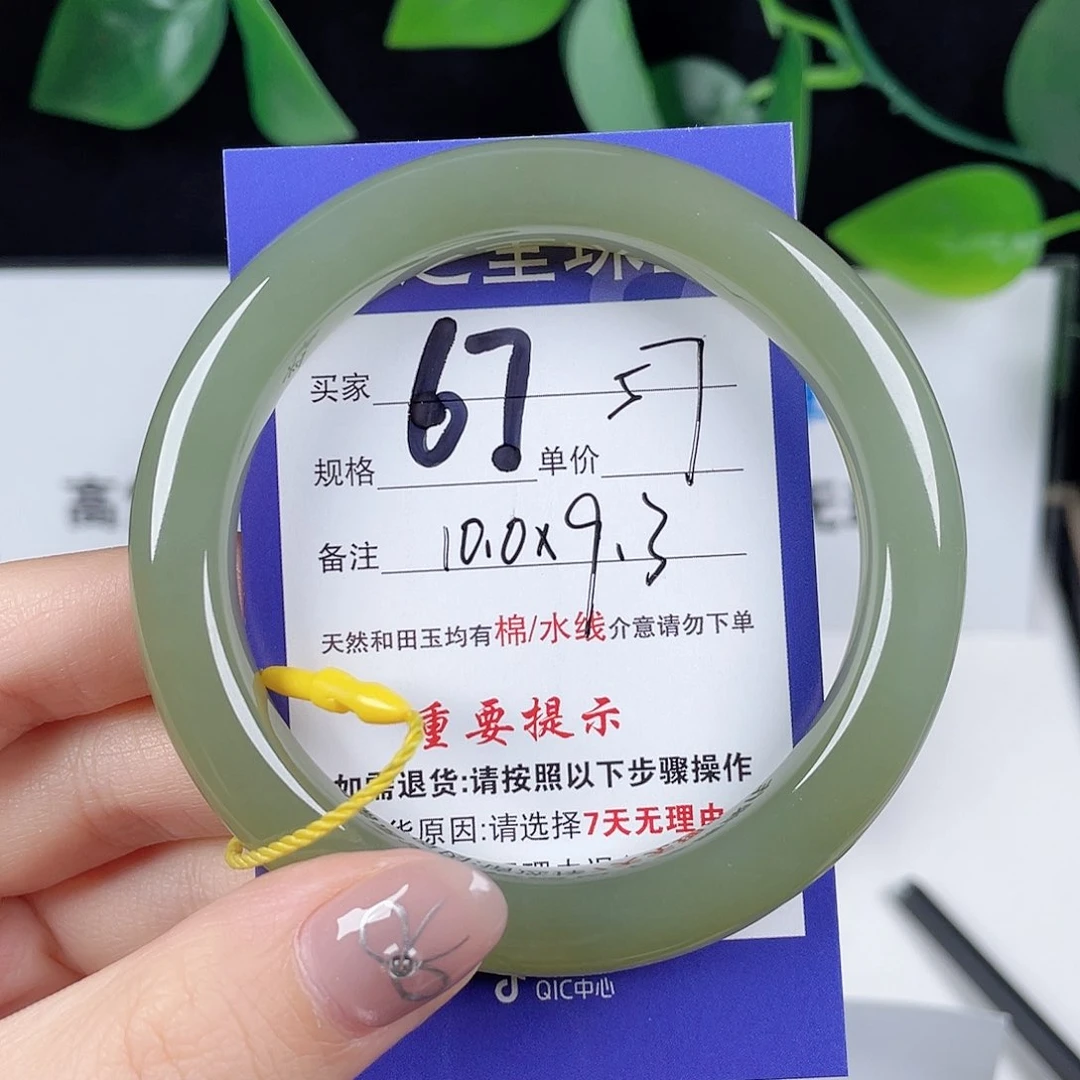 买家 67 57
规格 单价
备注 10.0x9.3
天然和田玉均有棉/水线介意请勿下单
重要提示
如需退货:请按照以下步骤操作
原因:请选择7天无理由
QIC中心